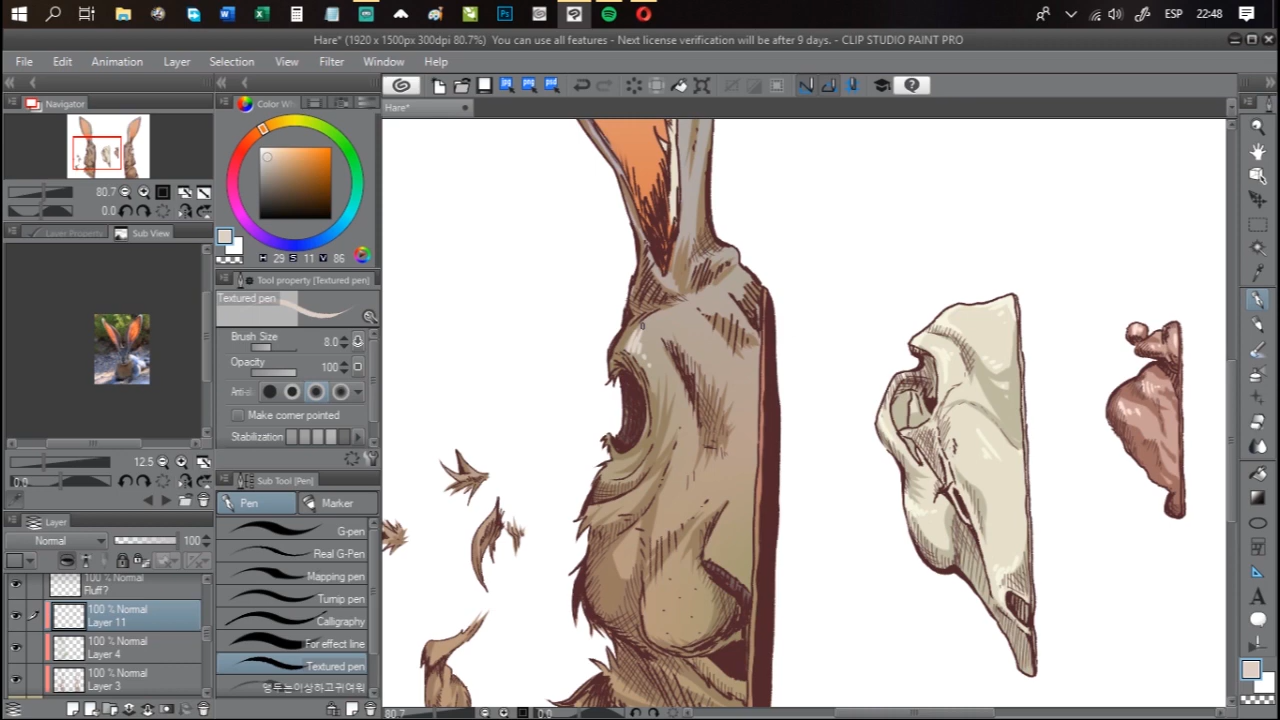 ESP 22:48
Hare* (1920 x 1500px 300dpi 80.7%) You can use all features - Next license verification will be after 9 days. - CLIP STUDIO PAINT PRO
File Edit Animation Layer Selection View Filter Window Help
Navigator
Color Wh
Hare*
80.7
0.0
Layer Property Sub View
H 29 S 11 V 86
Tool property [Textured pen]
Textured pen
Brush Size 8.0
Opacity 100
Anti-al
Make corner pointed
Stabilization
12.5
0.0
Sub Tool [Pen]
Pen Marker
G-pen
Real G-Pen
Mapping pen
Turnip pen
Calligraphy
For effect line
Textured pen
Layer
Normal 100
100 % Normal
Fluff?
100 % Normal
Layer 11
100 % Normal
Layer 4
100 % Normal
Layer 3
80.7 0.0